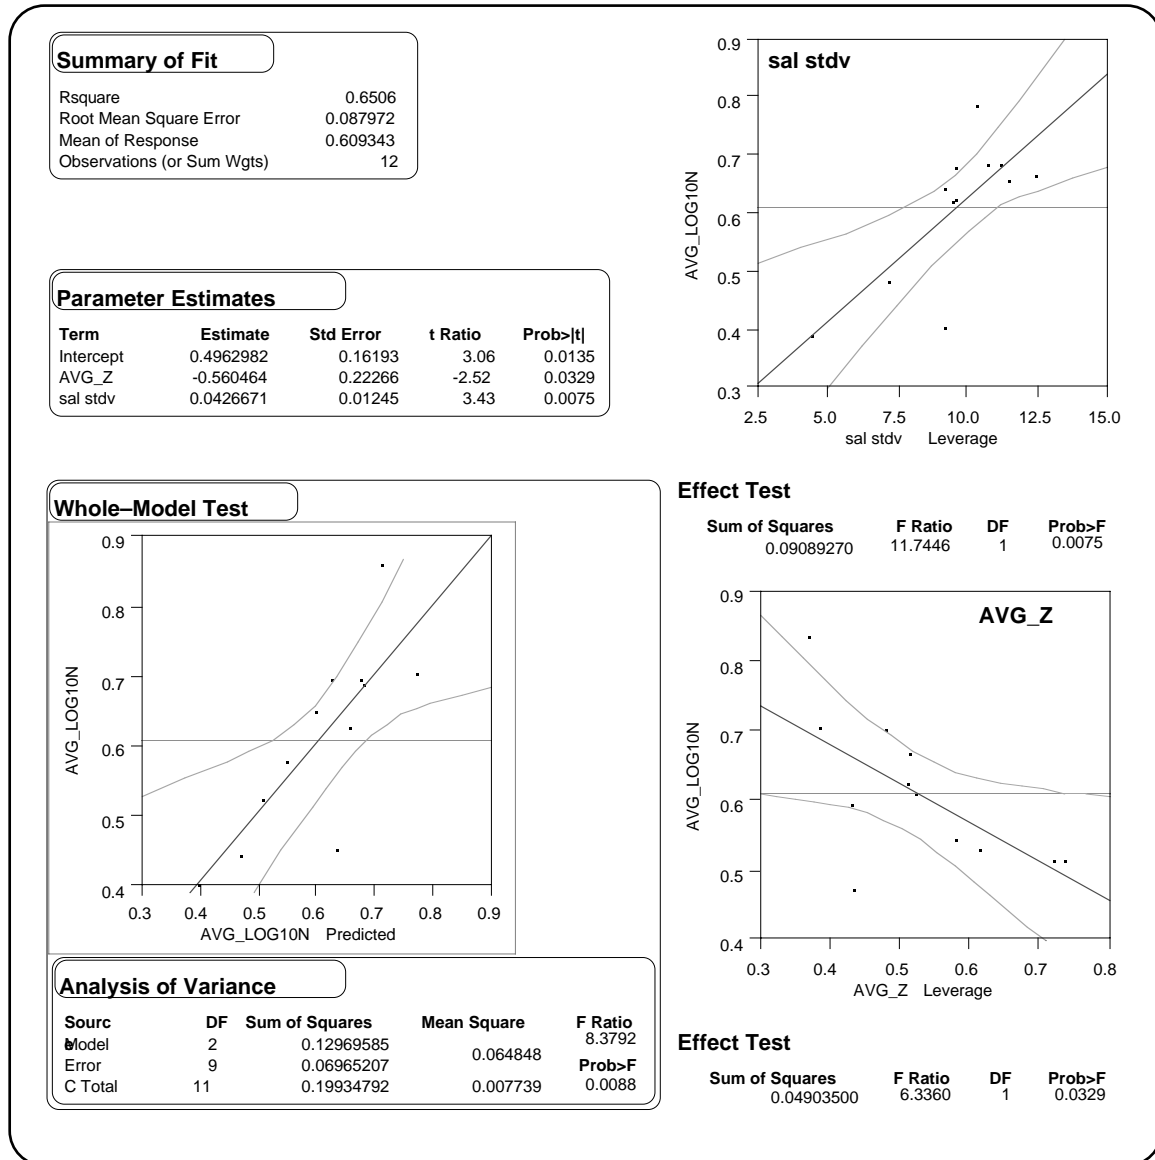 Summary of Fit
Rsquare 0.6506
Root Mean Square Error 0.087972
Mean of Response 0.609343
Observations (or Sum Wgts) 12
Parameter Estimates
Term Estimate Std Error t Ratio Prob>|t|
Intercept 0.4962982 0.16193 3.06 0.0135
AVG_Z -0.560464 0.22266 -2.52 0.0329
sal stdv 0.0426671 0.01245 3.43 0.0075
sal stdv
AVG_LOG10N
0.9
0.8
0.7
0.6
0.5
0.4
0.3
2.5 5.0 7.5 10.0 12.5 15.0
sal stdv Leverage
Whole–Model Test
AVG_LOG10N
0.9
0.8
0.7
0.6
0.5
0.4
0.3 0.4 0.5 0.6 0.7 0.8 0.9
AVG_LOG10N Predicted
Analysis of Variance
Source DF Sum of Squares Mean Square F Ratio
Model 2 0.12969585 0.064848 8.3792
Error 9 0.06965207 0.007739 Prob>F
C Total 11 0.19934792 0.0088
Effect Test
Sum of Squares F Ratio DF Prob>F
0.09089270 11.7446 1 0.0075
AVG_Z
AVG_LOG10N
0.9
0.8
0.7
0.6
0.5
0.4
0.3 0.4 0.5 0.6 0.7 0.8
AVG_Z Leverage
Effect Test
Sum of Squares F Ratio DF Prob>F
0.04903500 6.3360 1 0.0329